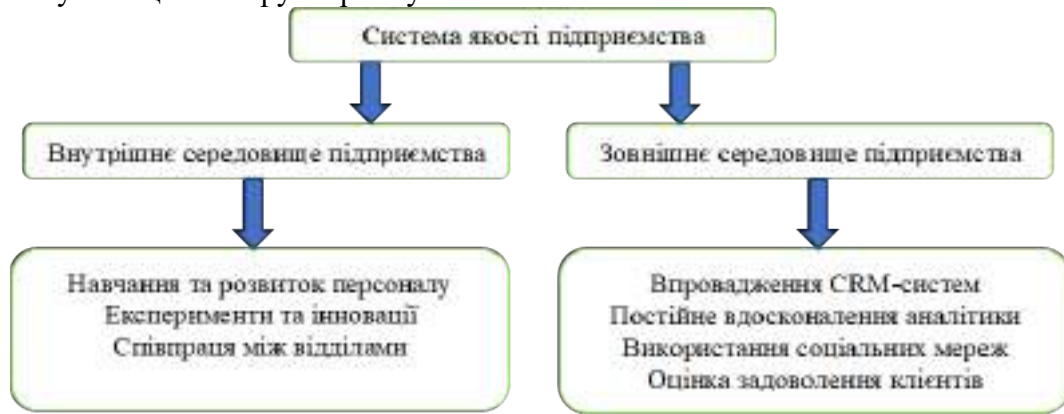 Система якості підприємства
Внутрішнє середовище підприємства
Зовнішнє середовище підприємства
Навчання та розвиток персоналу
Експерименти та інновації
Співпраця між відділами
Впровадження CRM-систем
Постійне вдосконалення аналітики
Використання соціальних мереж
Оцінка задоволення клієнтів